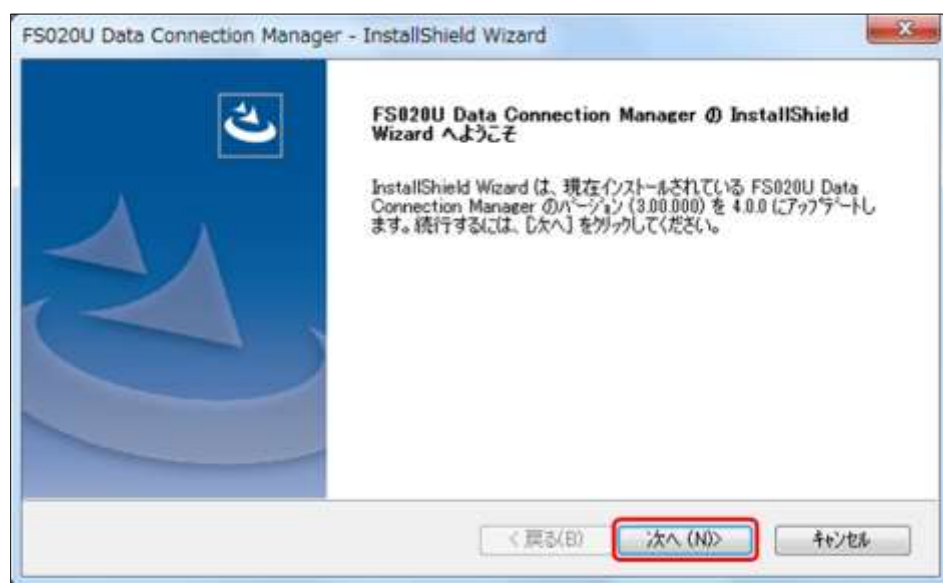 FS020U Data Connection Manager - InstallShield Wizard
FS020U Data Connection Manager の InstallShield
Wizard へようこそ
InstallShield Wizard は、現在インストールされている FS020U Data
Connection Manager のバージョン (3.00.000) を 4.0.0 にアップデートし
ます。続行するには、[次へ] をクリックしてください。
< 戻る(B)
次へ (N)>
キャンセル